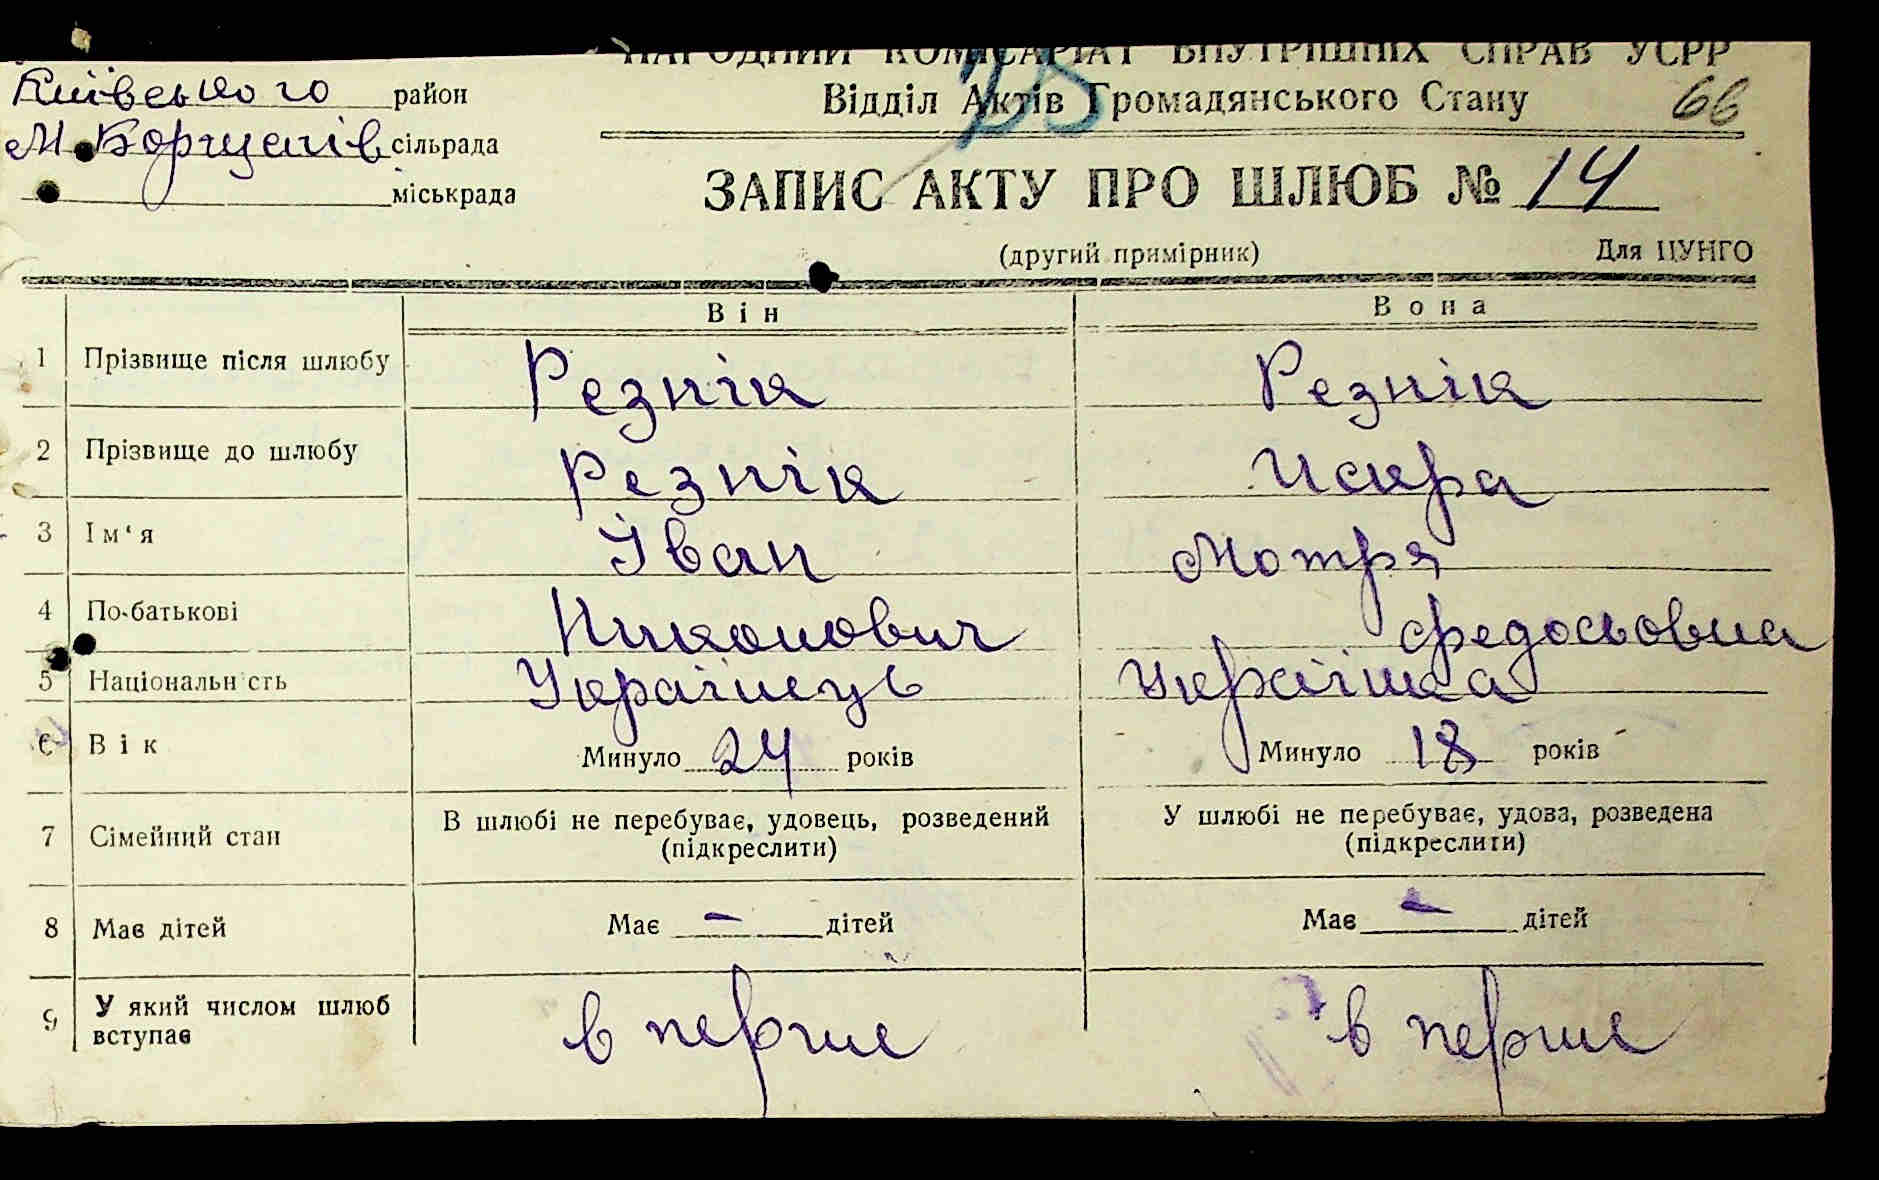 НАРОДНИЙ КОМІСАРІАТ ВНУТРІШНІХ СПРАВ УСРР
Київського район
Відділ Актів Громадянського Стану 66
М Борщагів сільрада
міськрада
ЗАПИС АКТУ ПРО ШЛЮБ № 14
(другий примірник) Для ЦУНГО
Він Вона
1 Прізвище після шлюбу Резнік Резнік
2 Прізвище до шлюбу Резнік Искра
3 Ім'я Іван Мотря
4 По-батькові Никонович Федосьовна
5 Національність Українець Українка
6 Вік Минуло 24 років Минуло 18 років
7 Сімейний стан В шлюбі не перебуває, удовець, розведений У шлюбі не перебуває, удова, розведена
(підкреслити) (підкреслити)
8 Має дітей Має – дітей Має – дітей
9 У який числом шлюб вступає в перше в перше